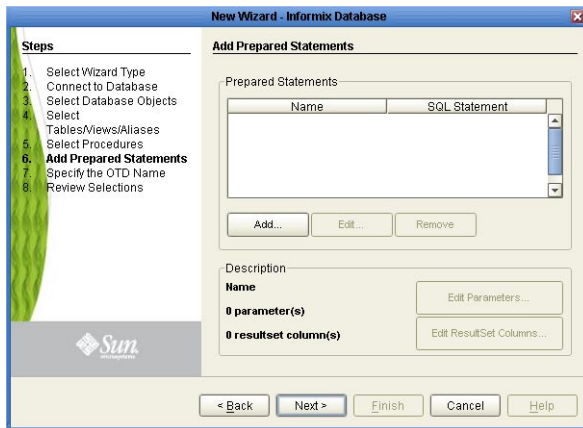 New Wizard - Informix Database
Steps
1. Select Wizard Type
2. Connect to Database
3. Select Database Objects
4. Select
Tables/Views/Aliases
5. Select Procedures
6. Add Prepared Statements
7. Specify the OTD Name
8. Review Selections
Sun
microsystems
Add Prepared Statements
Prepared Statements
Name SQL Statement
Add... Edit... Remove
Description
Name
0 parameter(s)
Edit Parameters...
0 resultset column(s)
Edit ResultSet Columns...
< Back Next > Finish Cancel Help